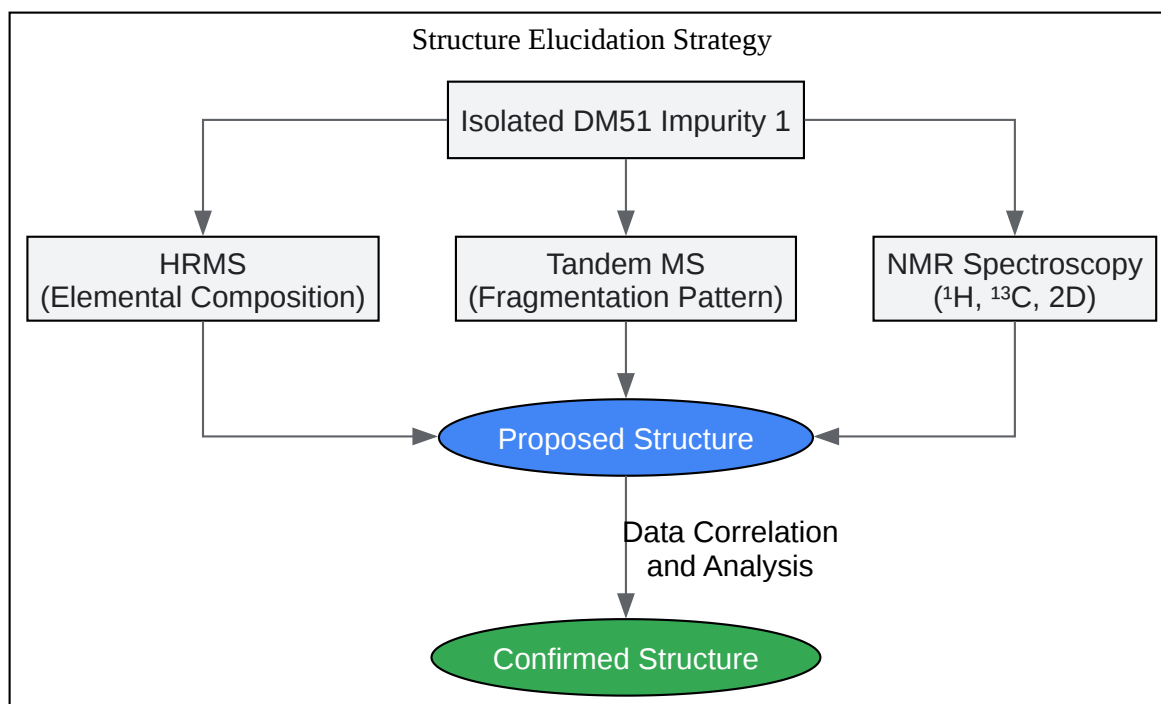 Structure Elucidation Strategy
Isolated DM51 Impurity 1
HRMS
(Elemental Composition)
Tandem MS
(Fragmentation Pattern)
NMR Spectroscopy
(¹H, ¹³C, 2D)
Proposed Structure
Data Correlation
and Analysis
Confirmed Structure